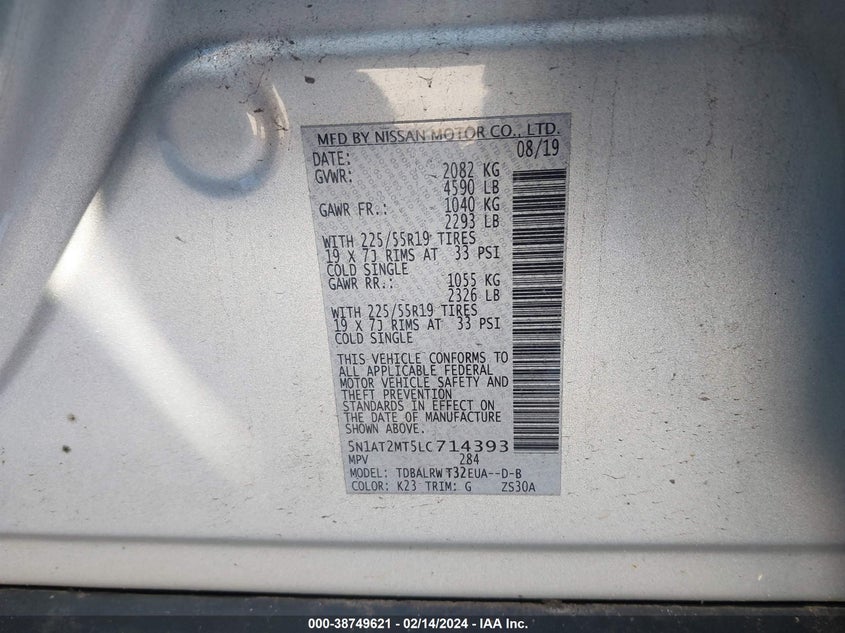 MFD BY NISSAN MOTOR CO., LTD.
DATE: 08/19
GVWR: 2082 KG
4590 LB
GAWR FR.: 1040 KG
2293 LB
WITH 225/55R19 TIRES
19 X 7J RIMS AT 33 PSI
COLD SINGLE
GAWR RR.: 1055 KG
2326 LB
WITH 225/55R19 TIRES
19 X 7J RIMS AT 33 PSI
COLD SINGLE
THIS VEHICLE CONFORMS TO
ALL APPLICABLE FEDERAL
MOTOR VEHICLE SAFETY AND
THEFT PREVENTION
STANDARDS IN EFFECT ON
THE DATE OF MANUFACTURE
SHOWN ABOVE.
5N1AT2MT5LC714393
MPV 284
MODEL: TDBALRWT32EUA--D-B
COLOR: K23 TRIM: G ZS30A
000-38749621 - 02/14/2024 - IAA Inc.